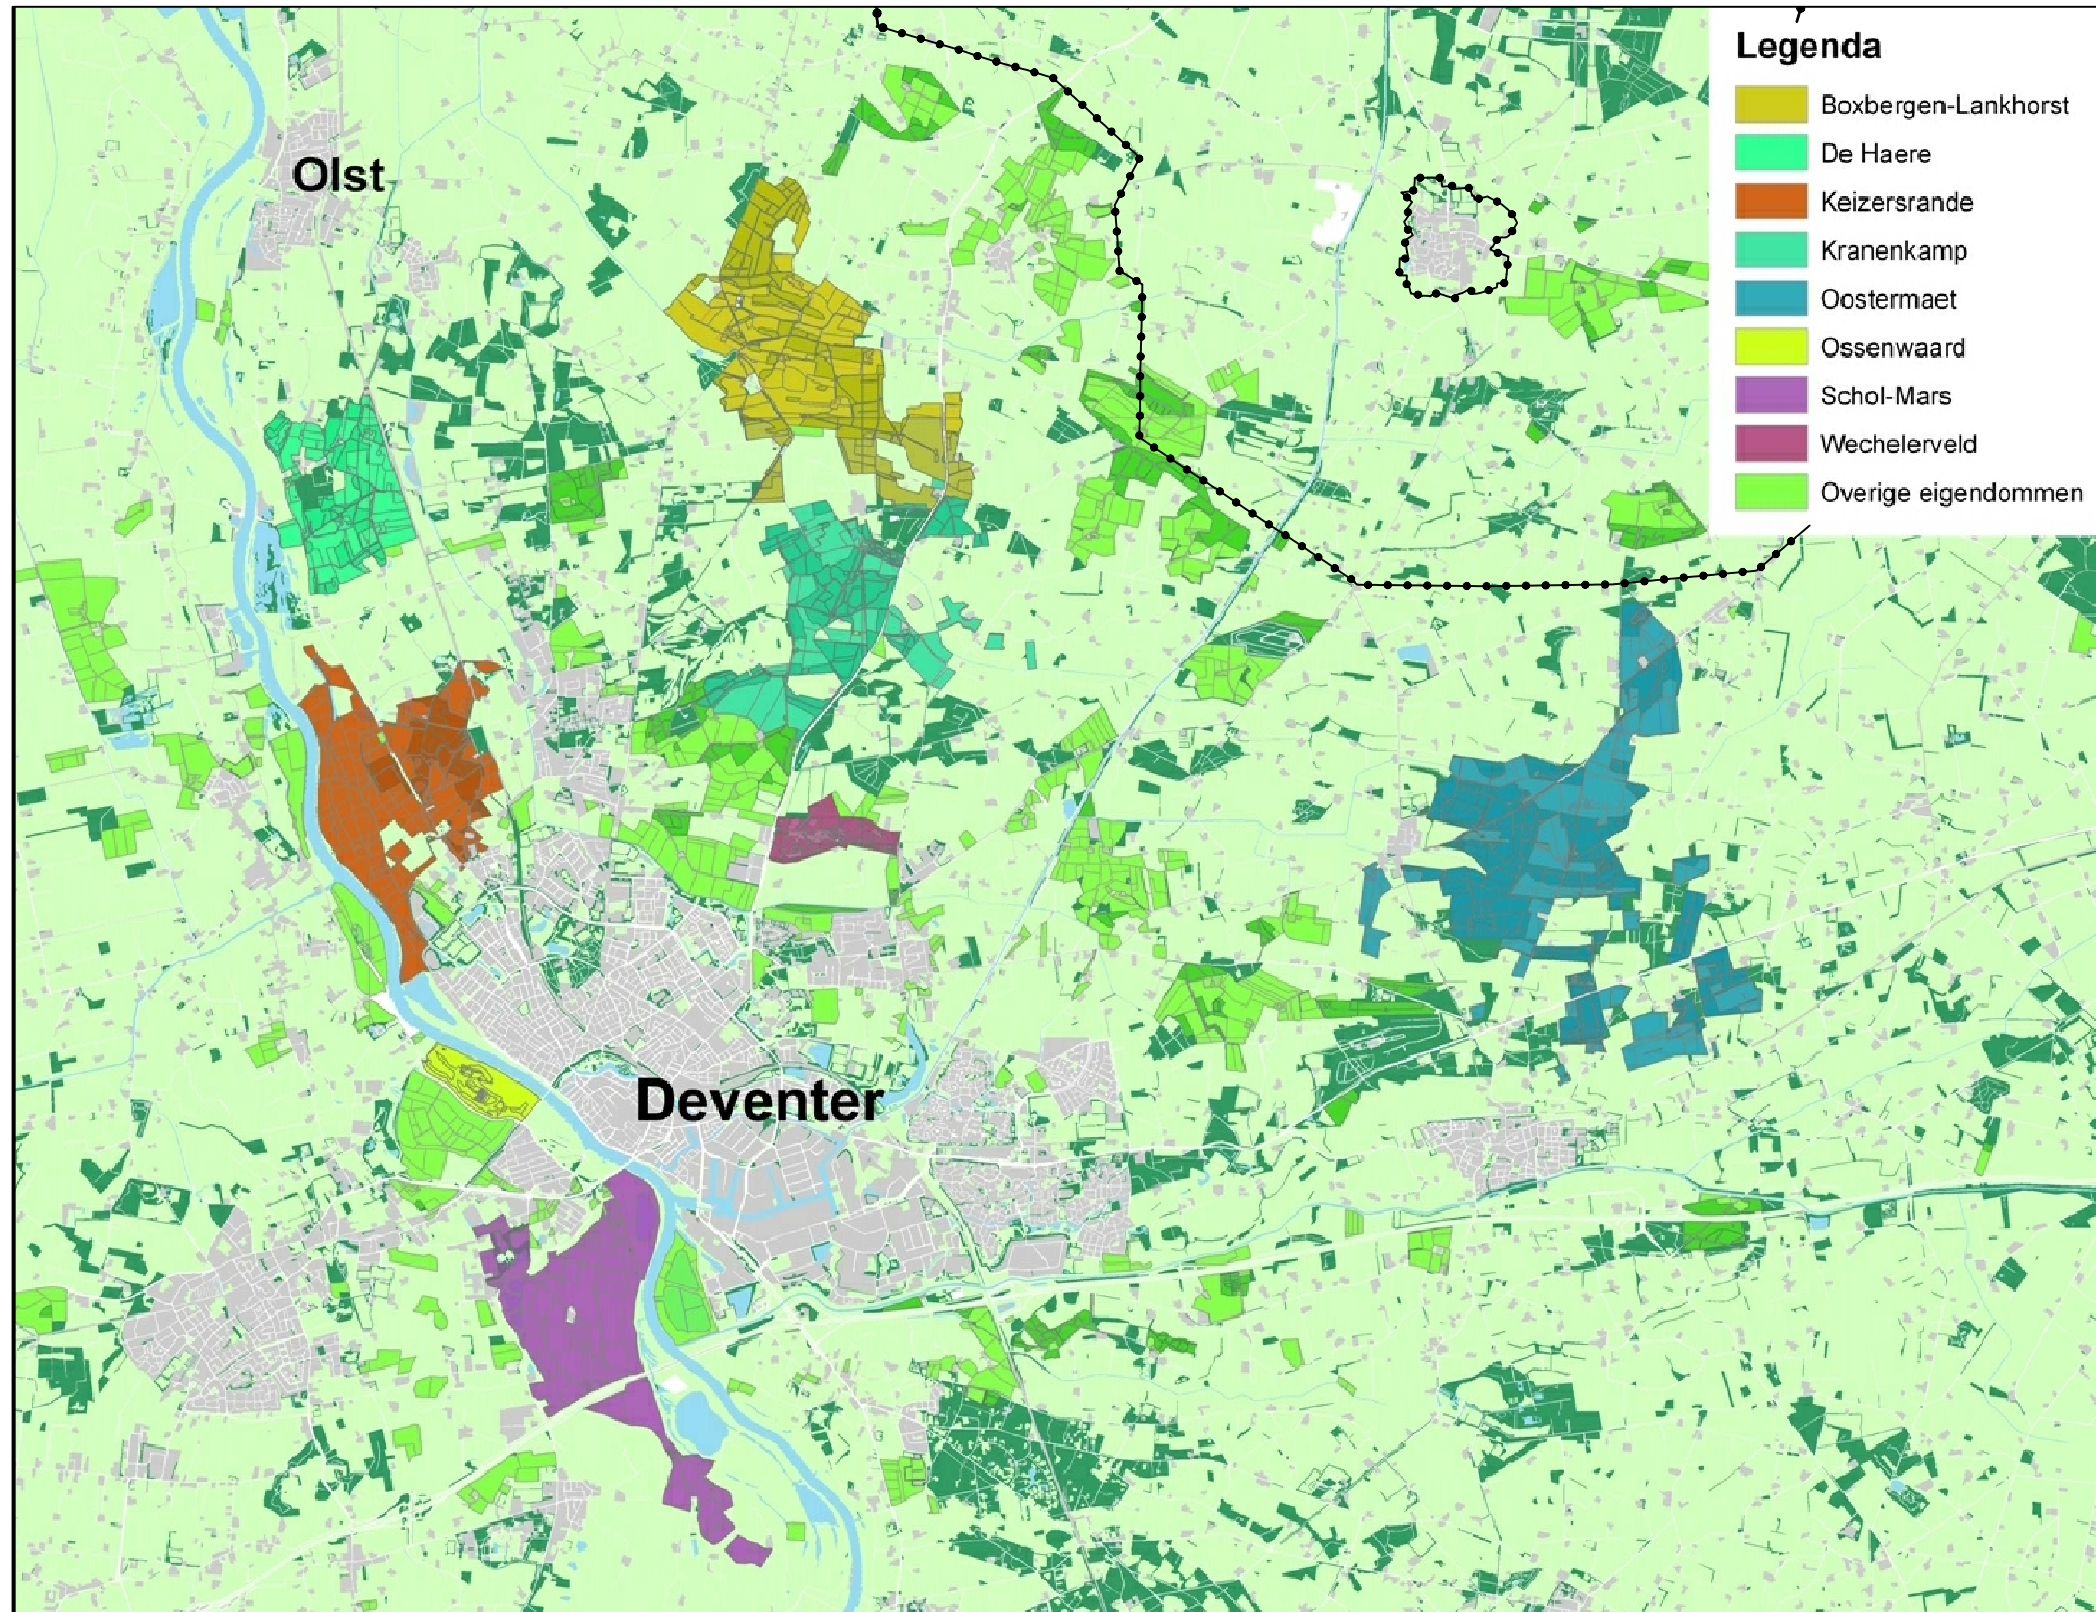 Olst
Deventer
Legenda
Boxbergen-Lankhorst
De Haere
Keizersrande
Kranenkamp
Oostermaet
Ossenwaard
Schol-Mars
Wechelerveld
Overige eigendommen